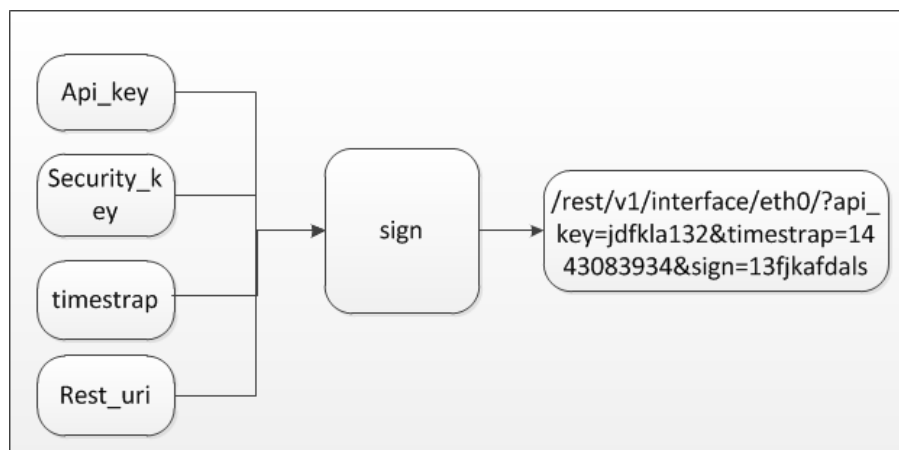 Api_key
Security_k
ey
timestrap
Rest_uri
sign
/rest/v1/interface/eth0/?api_
key=jdfkla132&timestrap=14
43083934&sign=13fjkafdals